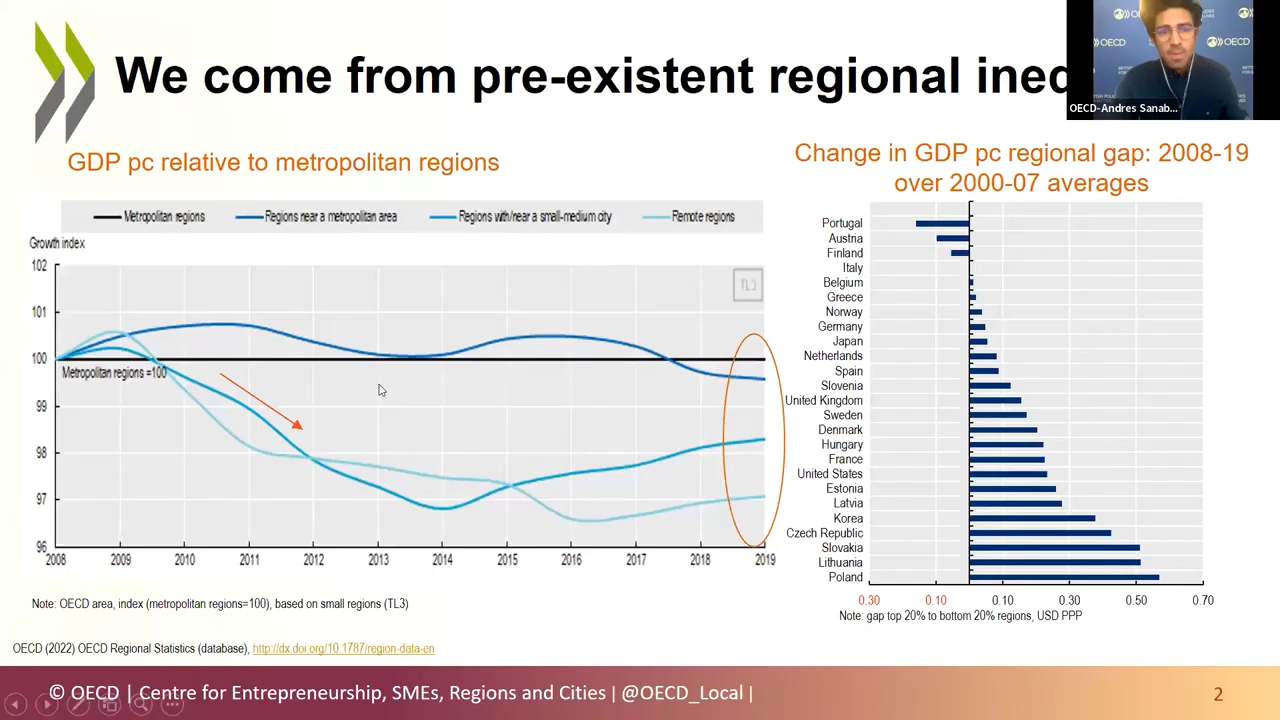 We come from pre-existent regional ineq
OECD
OECD
OECD-Andres Sanab...
GDP pc relative to metropolitan regions
Change in GDP pc regional gap: 2008-19
over 2000-07 averages
Metropolitan regions
Regions near a metropolitan area
Regions with/near a small-medium city
Remote regions
Growth index
102
101
100
99
98
97
96
TL3
Metropolitan regions =100
2008
2009
2010
2011
2012
2013
2014
2015
2016
2017
2018
2019
Portugal
Austria
Finland
Italy
Belgium
Greece
Norway
Germany
Japan
Netherlands
Spain
Slovenia
United Kingdom
Sweden
Denmark
Hungary
France
United States
Estonia
Latvia
Korea
Czech Republic
Slovakia
Lithuania
Poland
0.30
0.10
0.10
0.30
0.50
0.70
Note: gap top 20% to bottom 20% regions, USD PPP
Note: OECD area, index (metropolitan regions=100), based on small regions (TL3)
OECD (2022) OECD Regional Statistics (database), http://dx.doi.org/10.1787/region-data-en
© OECD | Centre for Entrepreneurship, SMEs, Regions and Cities | @OECD_Local |
2